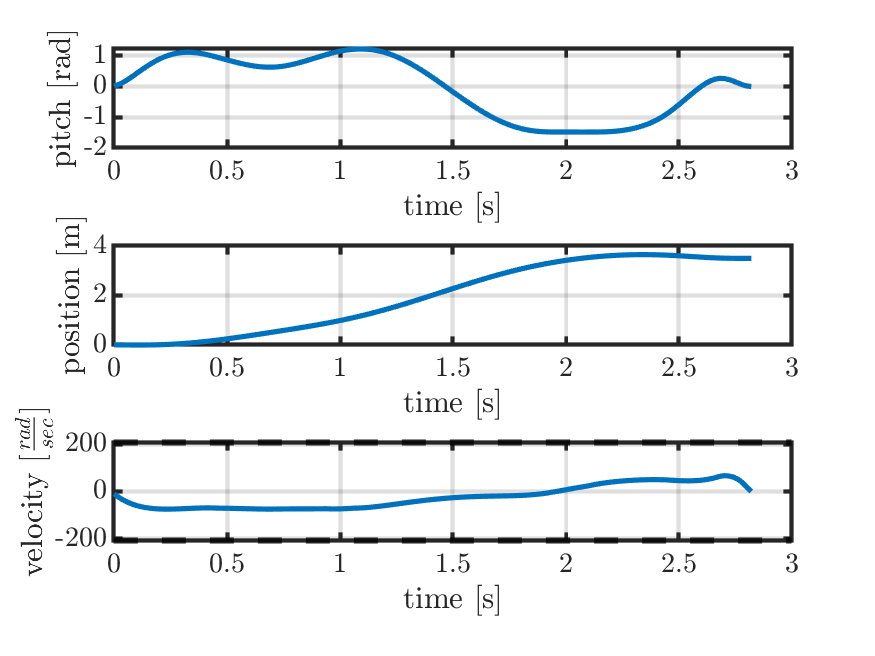 pitch [rad]
1
0
-1
-2
0 0.5 1 1.5 2 2.5 3
time [s]
position [m]
4
2
0
0 0.5 1 1.5 2 2.5 3
time [s]
velocity [rad/sec]
200
0
-200
0 0.5 1 1.5 2 2.5 3
time [s]